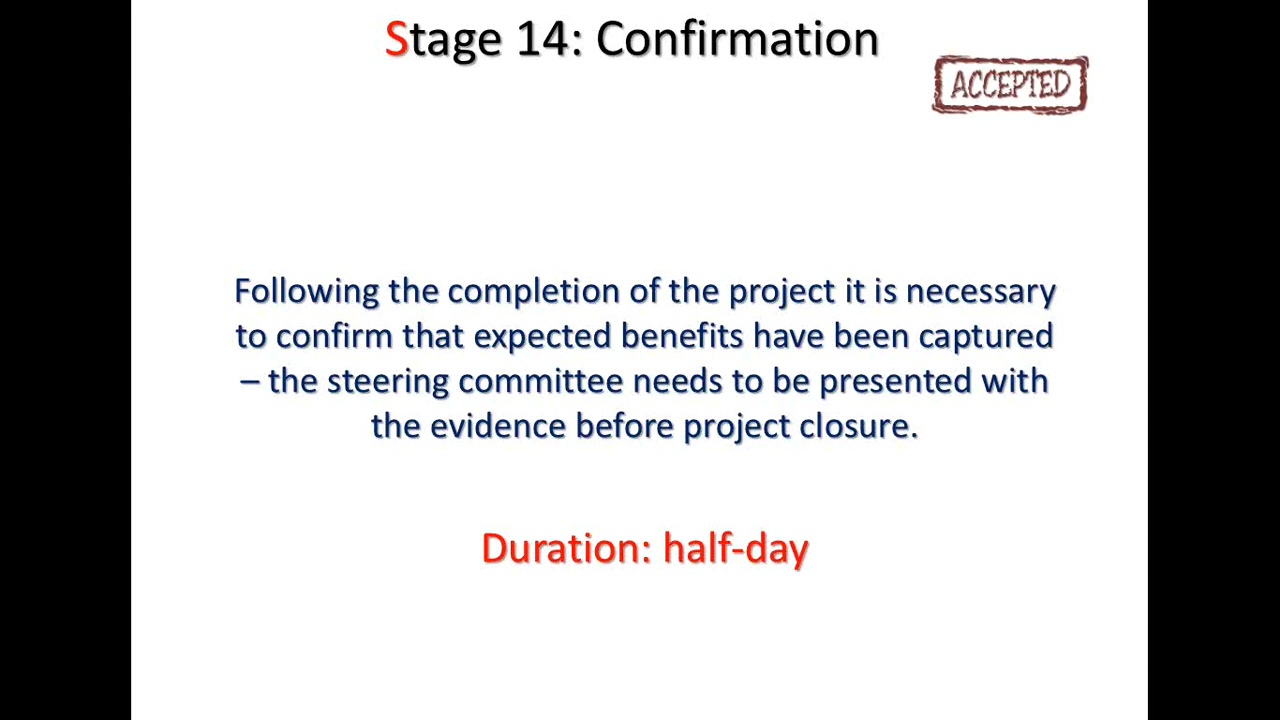 Stage 14: Confirmation
ACCEPTED
Following the completion of the project it is necessary
to confirm that expected benefits have been captured
– the steering committee needs to be presented with
the evidence before project closure.
Duration: half-day